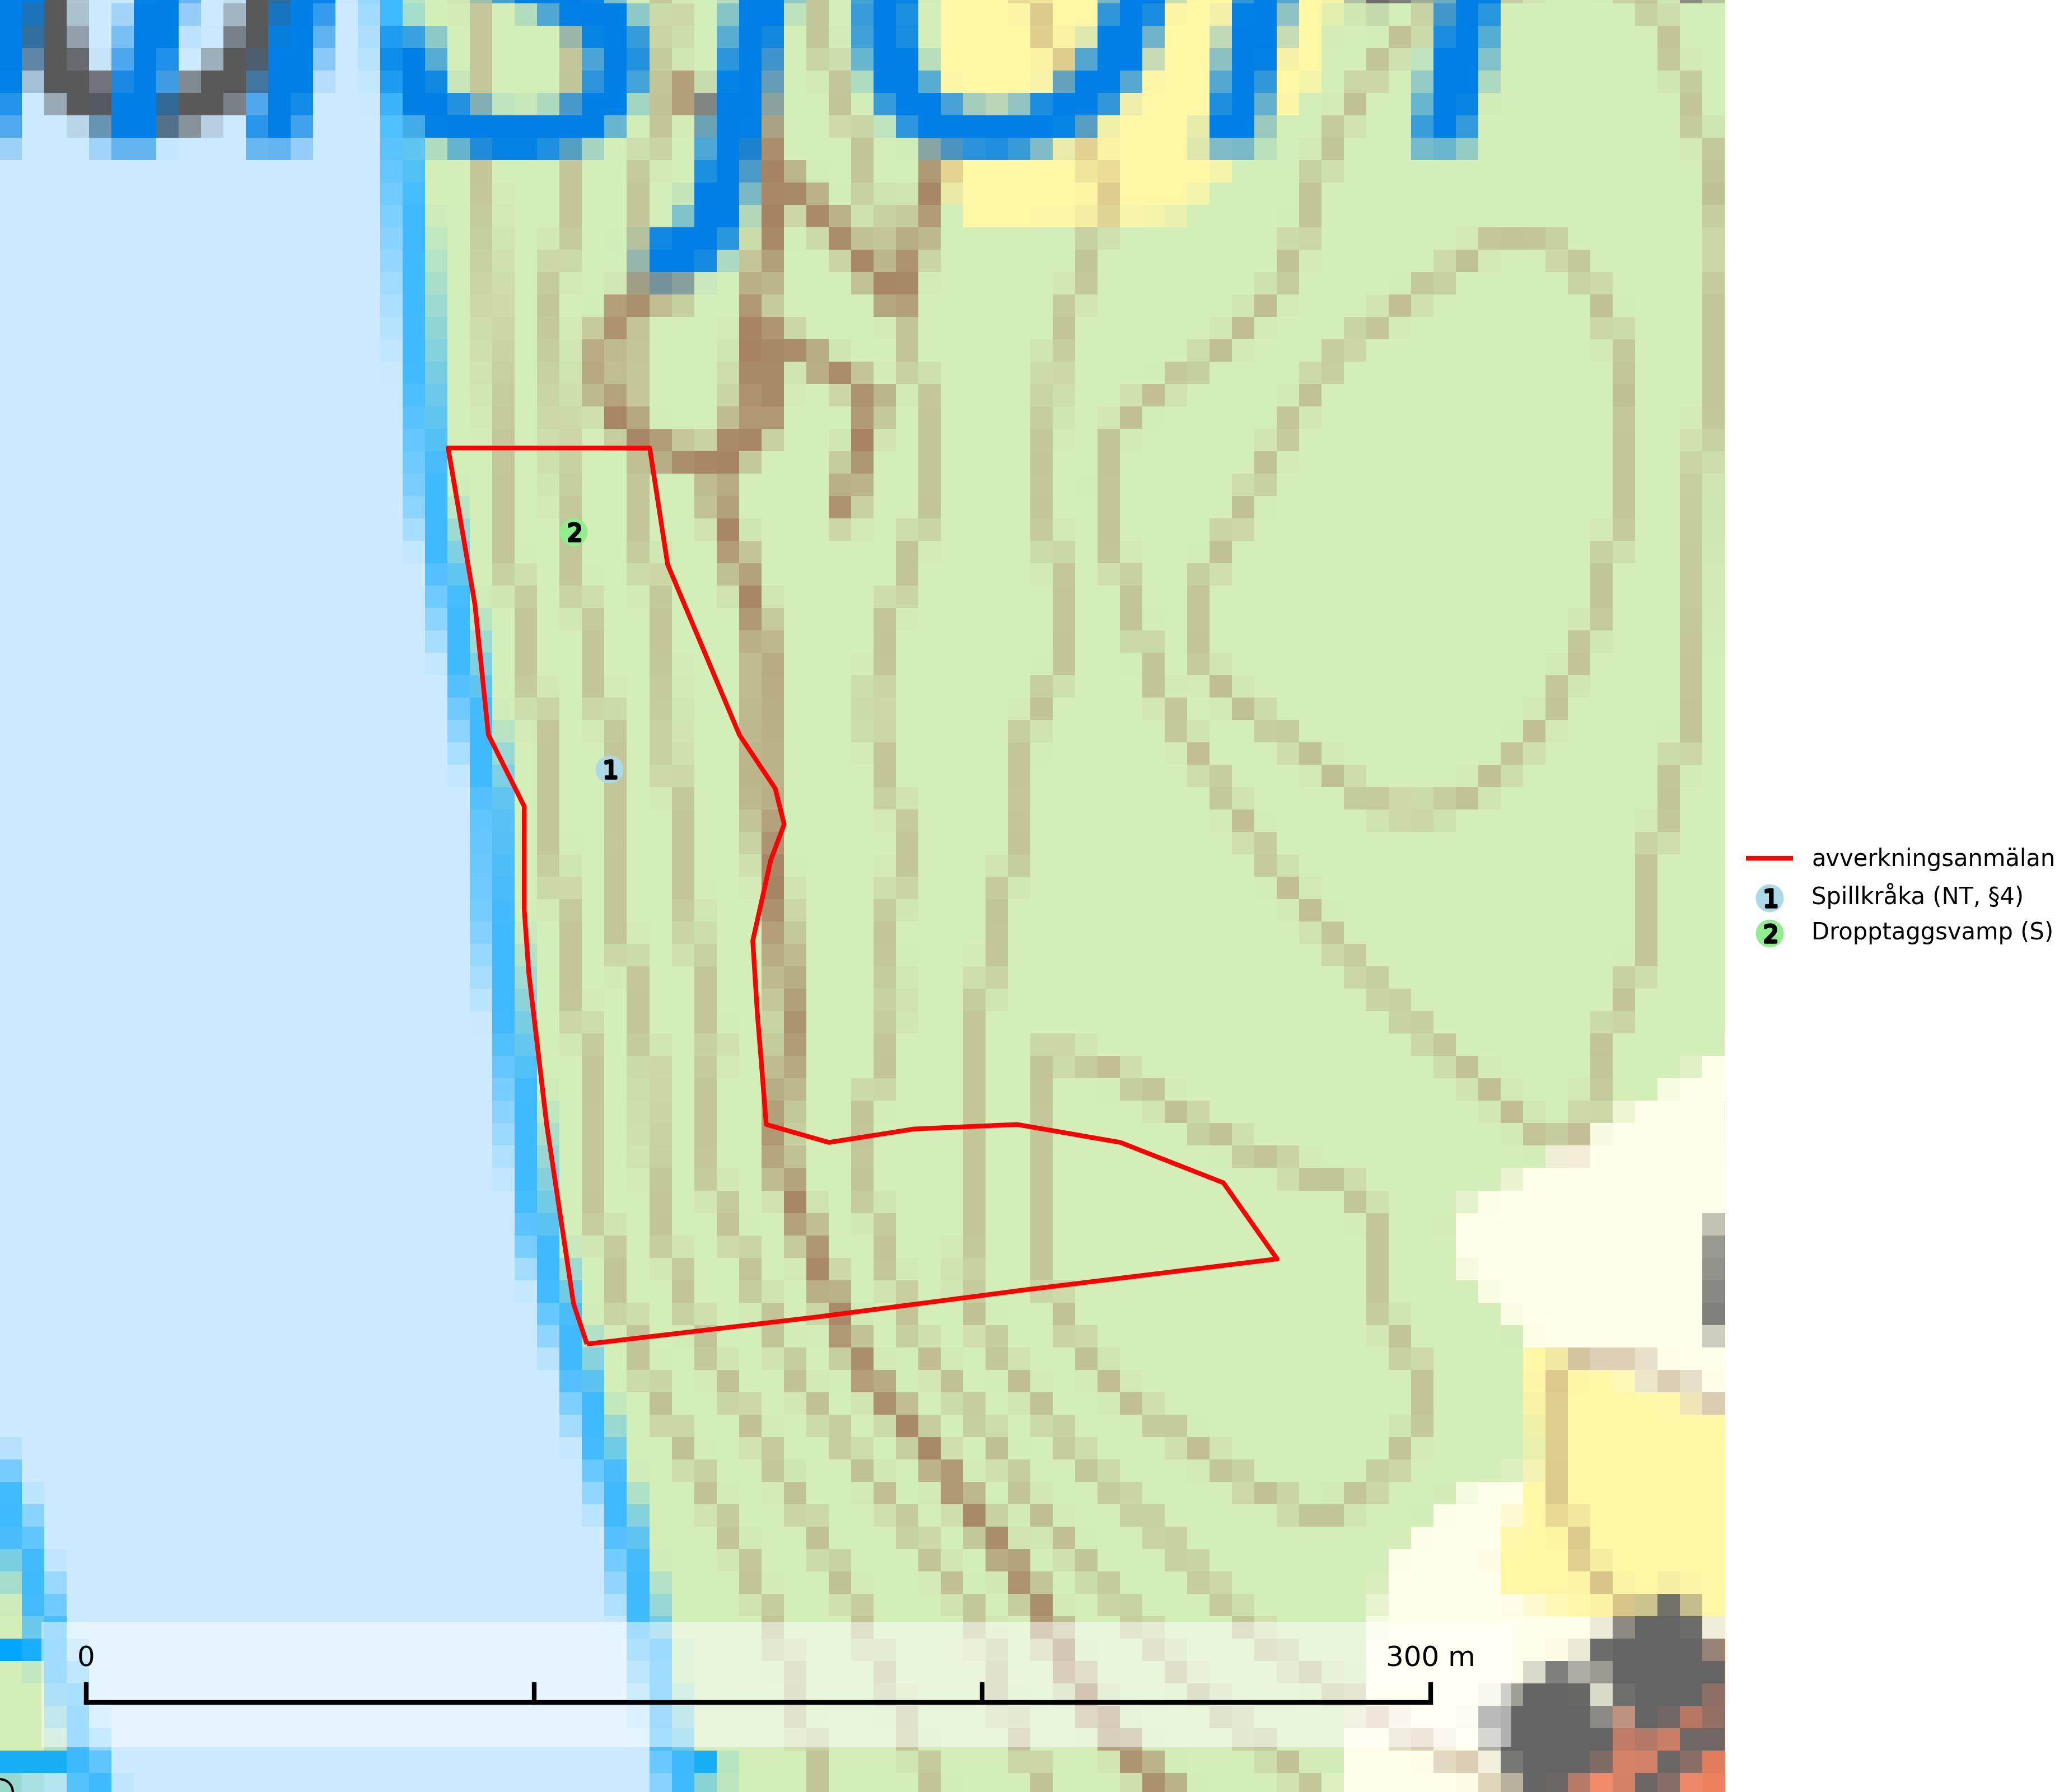 2
1
avverkningsanmälan
1 Spillkråka (NT, §4)
2 Dropptaggsvamp (S)
0 300 m